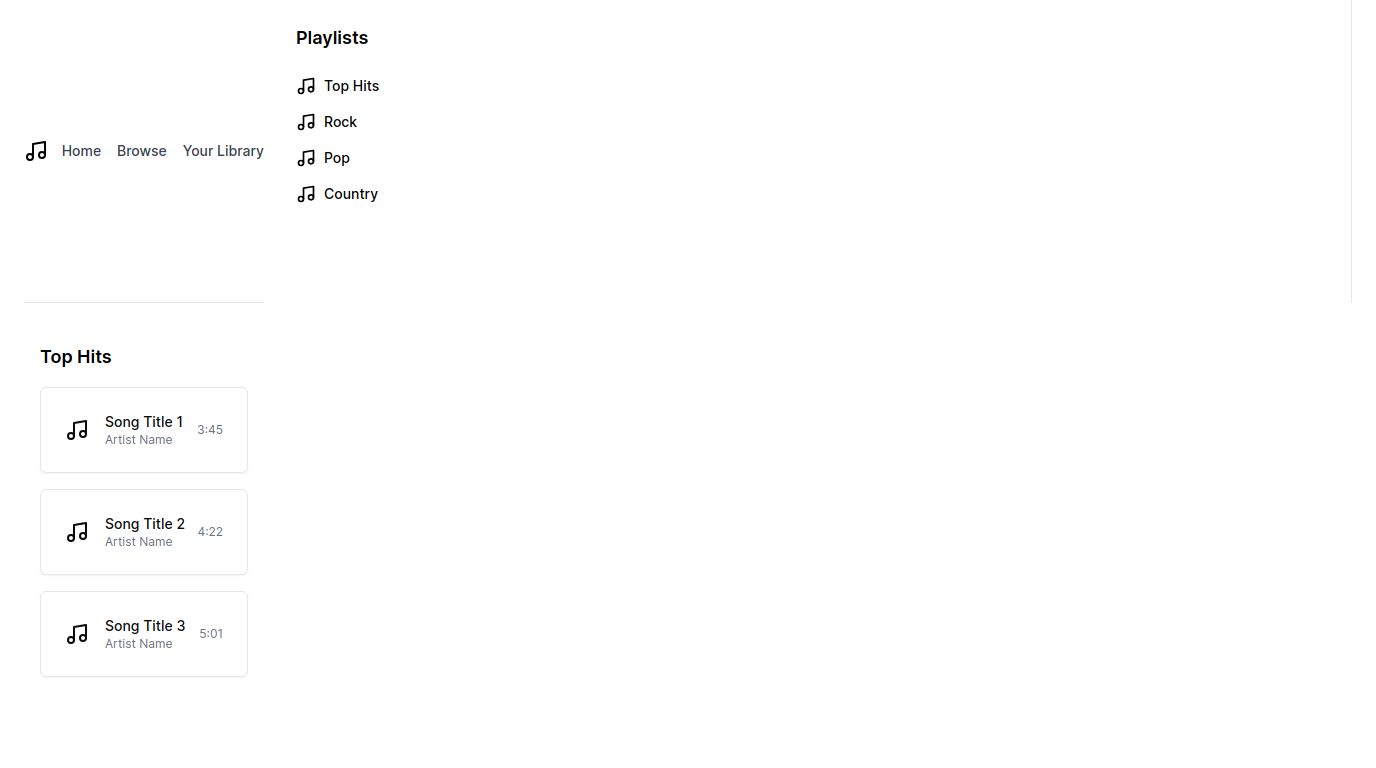 Home Browse Your Library
Playlists
Top Hits
Rock
Pop
Country
Top Hits
Song Title 1
Artist Name
3:45
Song Title 2
Artist Name
4:22
Song Title 3
Artist Name
5:01